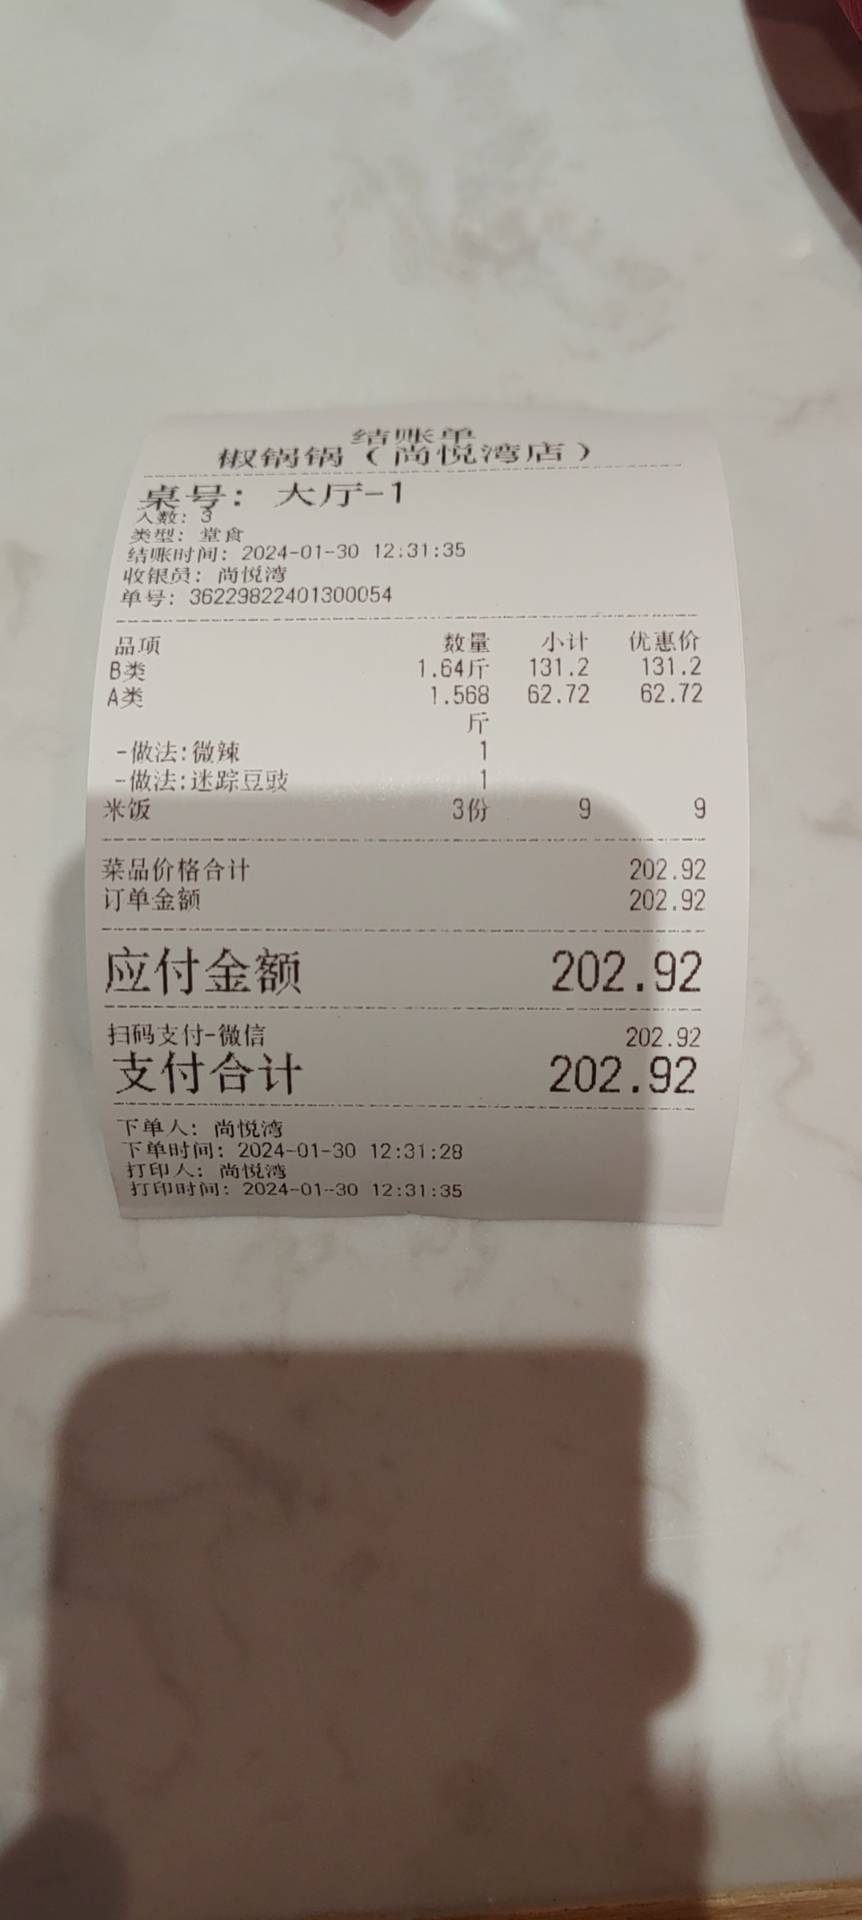 结账单
椒锅锅（尚悦湾店）
桌号：大厅-1
人数：3
类型：堂食
结账时间：2024-01-30 12:31:35
收银员：尚悦湾
单号：36229822401300054
品项 数量 小计 优惠价
B类 1.64斤 131.2 131.2
A类 1.568 62.72 62.72
斤
-做法:微辣 1
-做法:迷踪豆豉 1
米饭 3份 9 9
菜品价格合计 202.92
订单金额 202.92
应付金额 202.92
扫码支付-微信 202.92
支付合计 202.92
下单人：尚悦湾
下单时间：2024-01-30 12:31:28
打印人：尚悦湾
打印时间：2024-01-30 12:31:35